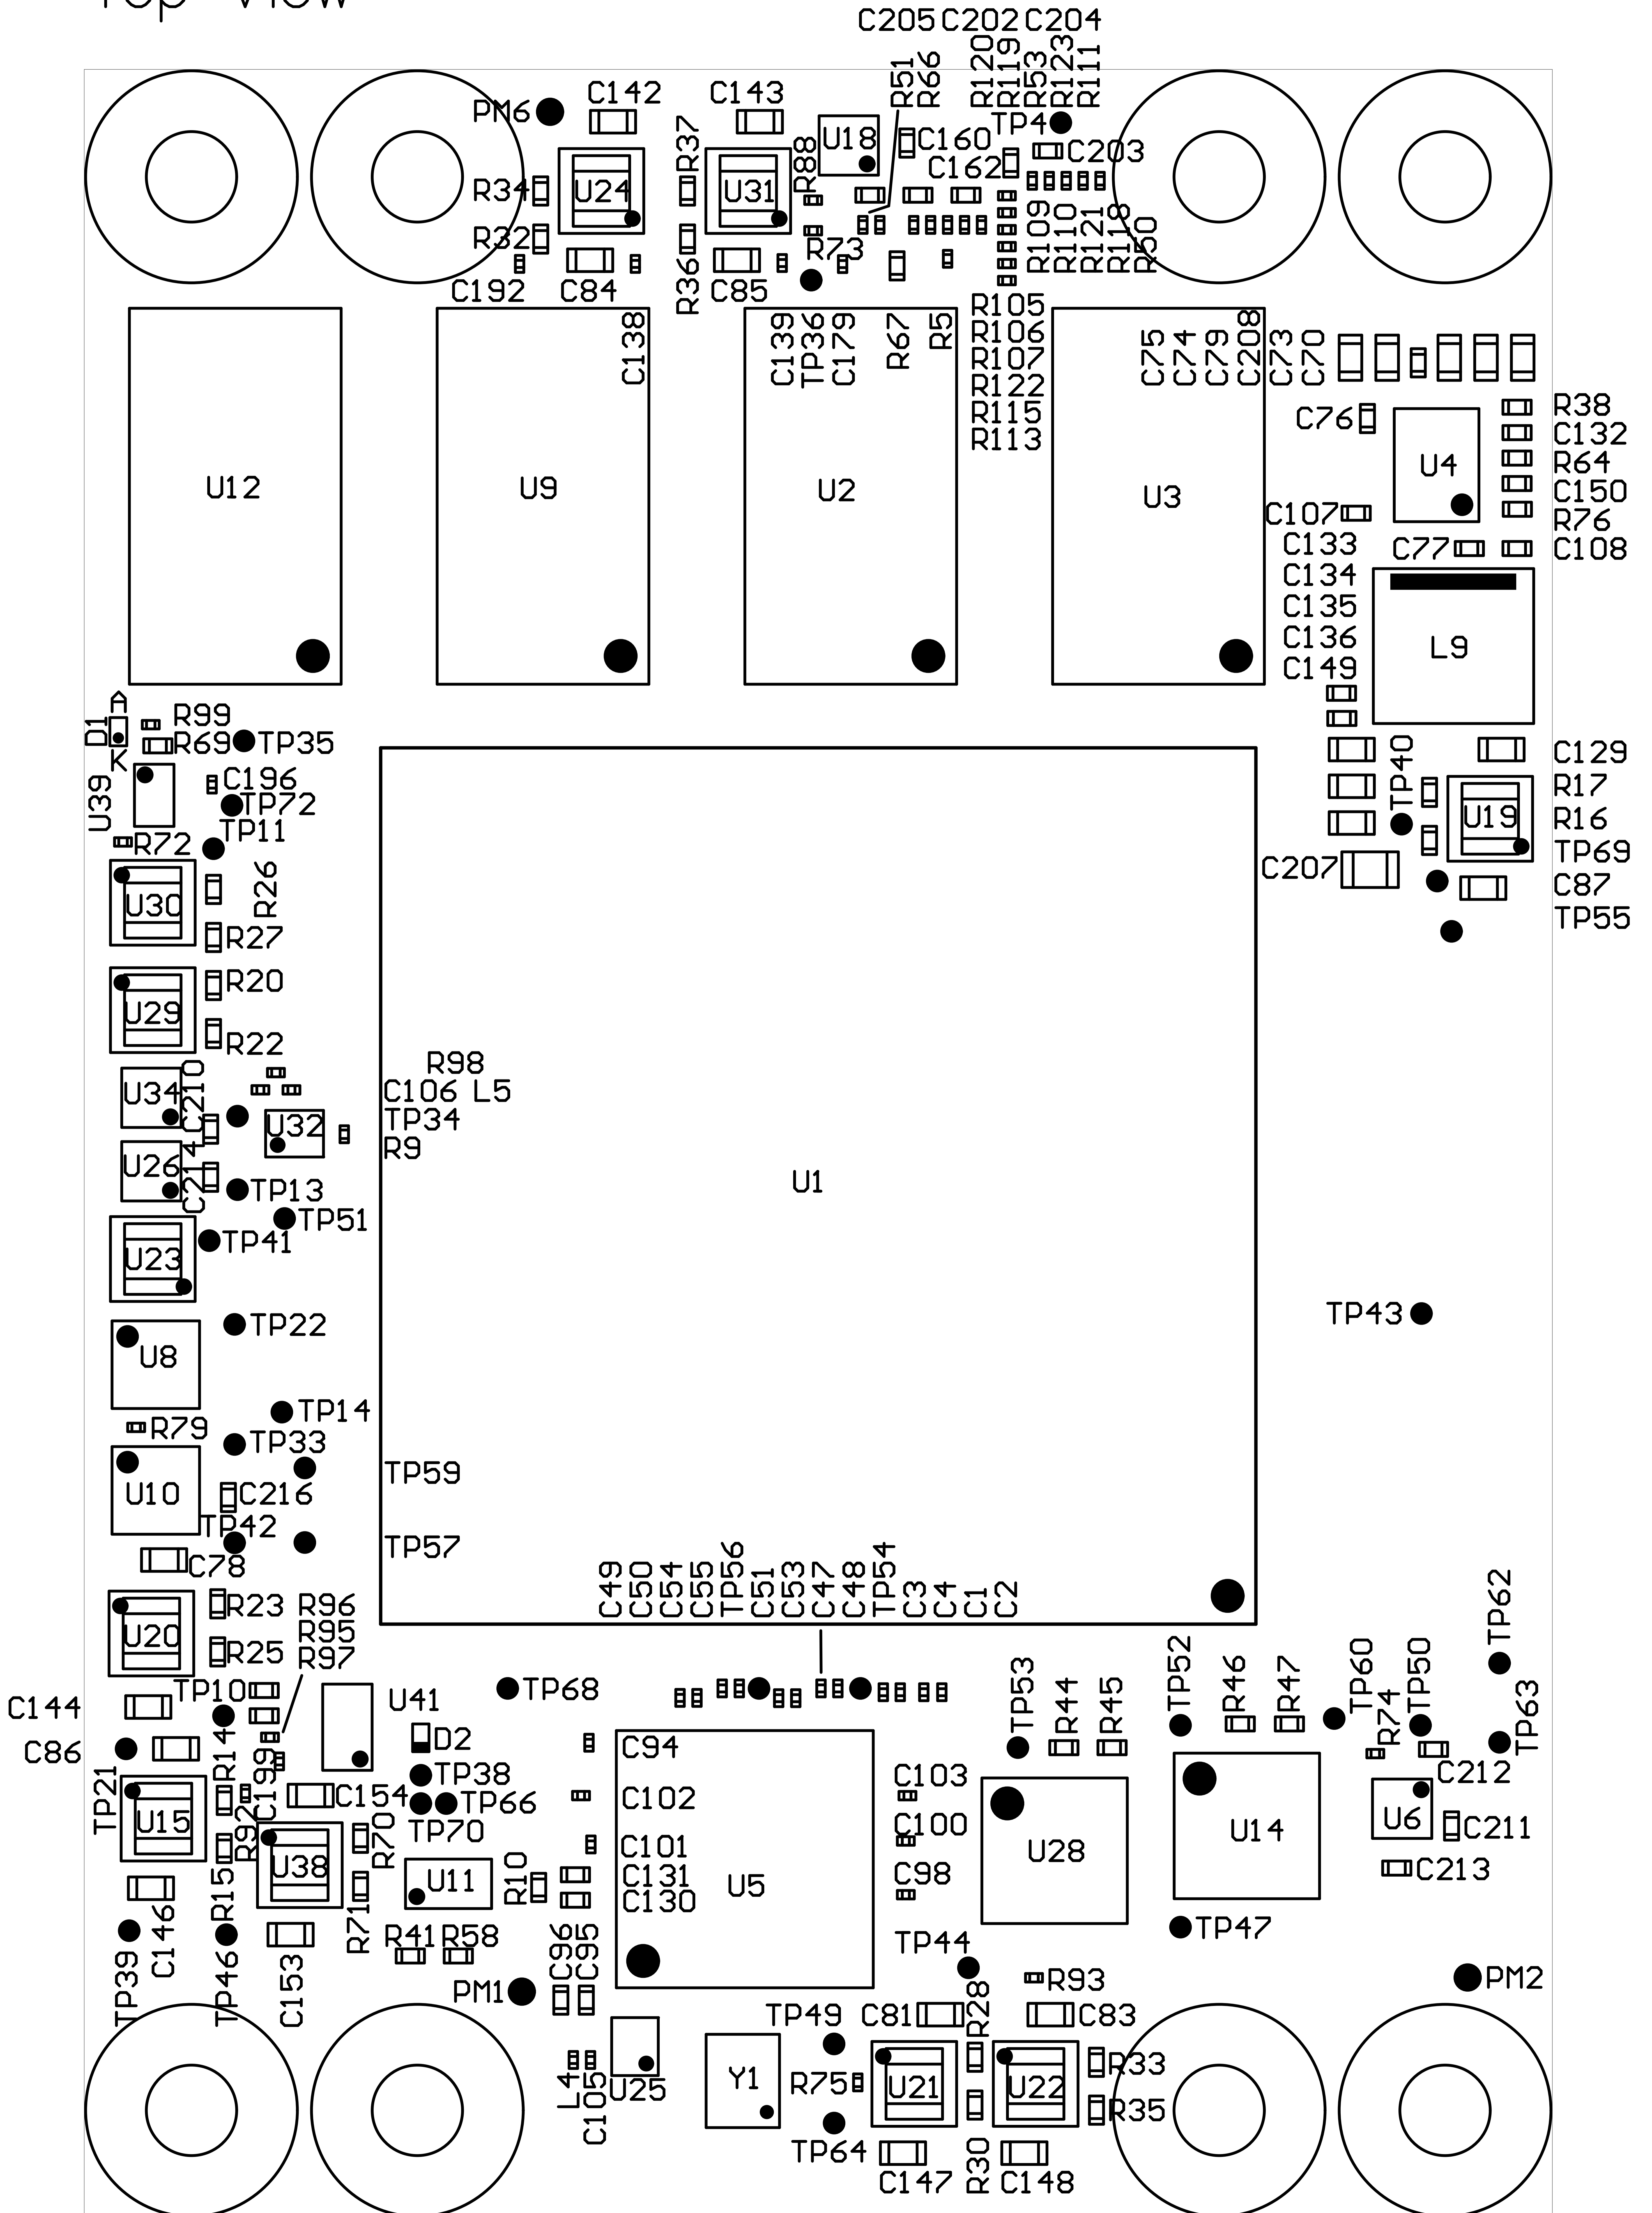 Top View
C205 C202 C204
R51
R66
R120
R119
R53
R123
R111
C142
C143
PM6
TP4
U18
C160
C203
R37
R88
C162
R34
U24
U31
R32
R73
R109
R110
R121
R118
R50
C192
C84
R36
C85
R105
C138
C139
TP36
C179
R67
R5
R106
C75
C74
C79
C208
C73
C70
R107
R122
R38
R115
C76
C132
R113
U4
R64
U12
U9
U2
U3
C150
C107
R76
C133
C77
C108
C134
C135
C136
L9
C149
A
D1
R99
R69
TP35
K
TP40
C129
C196
R17
U39
TP72
TP11
U19
R16
R72
TP69
C207
R26
C87
U30
TP55
R27
R20
U29
R22
R98
U34
C210
C106 L5
U32
TP34
R9
U26
C214
TP13
U1
TP51
TP41
U23
TP43
TP22
U8
TP14
R79
TP33
TP59
U10
C216
TP42
TP57
C78
C49
C50
C54
C55
TP56
C51
C53
C47
C48
TP54
C3
C4
C1
C2
TP62
R23
R96
U20
R95
R25
R97
TP10
TP68
TP53
R44
R45
TP52
R46
R47
TP60
R74
TP50
TP63
C144
U41
C86
R14
C199
D2
C94
TP21
TP38
C103
C212
C154
TP66
C102
U15
R92
R70
TP70
C100
U6
C211
U28
U14
C101
U38
U11
R10
C131
C98
C213
R15
C130
U5
C146
R71
R41
R58
C96
C95
TP44
TP47
TP39
TP46
C153
PM1
R93
PM2
TP49
C81
R28
C83
L4
C105
U25
Y1
R75
U21
U22
R33
R35
TP64
R30
C147
C148